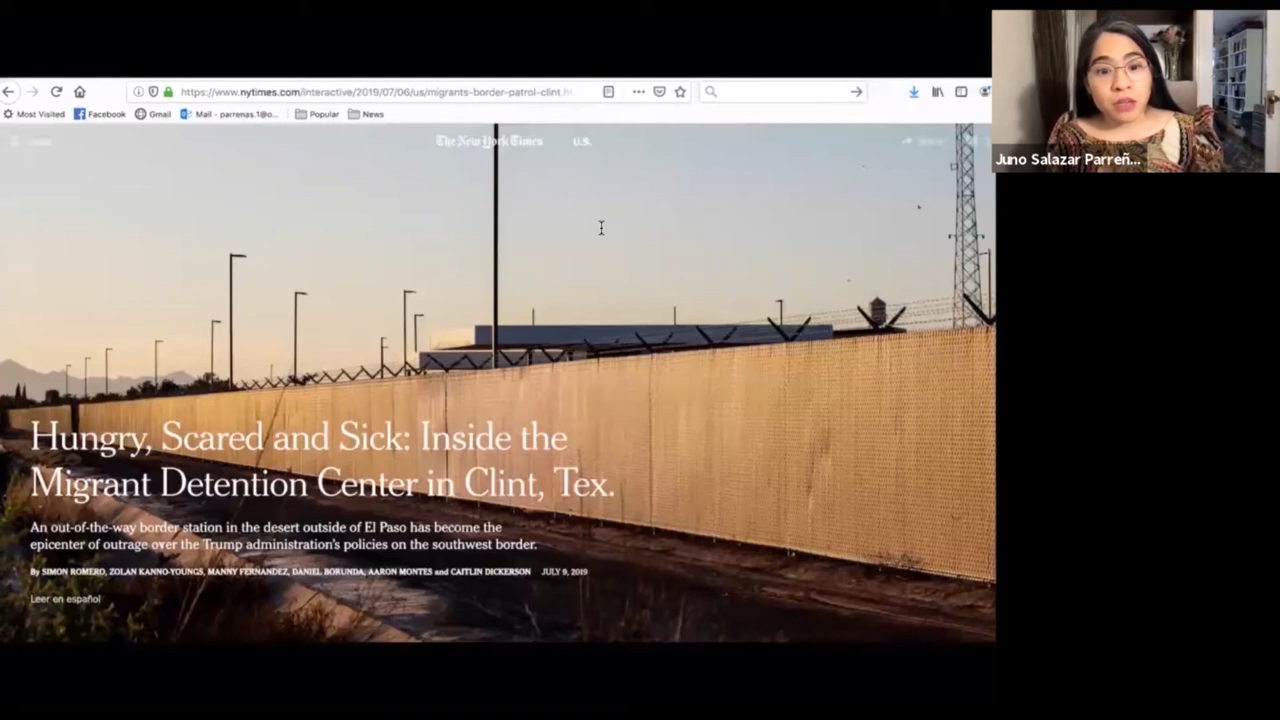 https://www.nytimes.com/interactive/2019/07/06/us/migrants-border-patrol-clint.h
Most Visited Facebook Gmail Mail - parrenas.1@o... Popular News
The New York Times U.S.
Juno Salazar Parreñ...
Hungry, Scared and Sick: Inside the
Migrant Detention Center in Clint, Tex.
An out-of-the-way border station in the desert outside of El Paso has become the
epicenter of outrage over the Trump administration's policies on the southwest border.
By SIMON ROMERO, ZOLAN KANNO-YOUNGS, MANNY FERNANDEZ, DANIEL BORUNDA, AARON MONTES and CAITLIN DICKERSON JULY 9, 2019
Leer en español